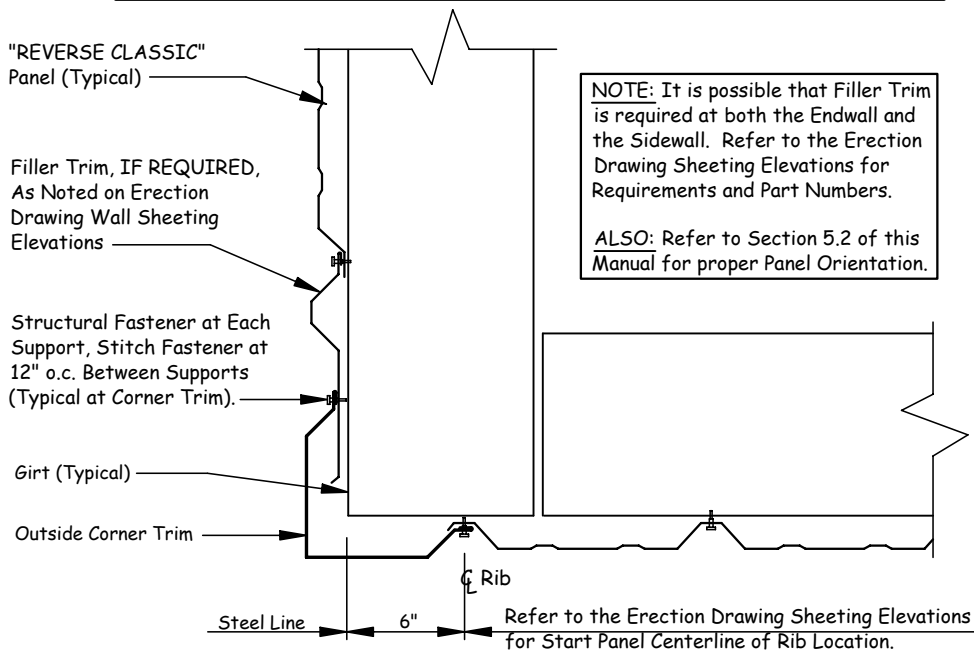 "REVERSE CLASSIC"
Panel (Typical)
Filler Trim, IF REQUIRED,
As Noted on Erection
Drawing Wall Sheeting
Elevations
Structural Fastener at Each
Support, Stitch Fastener at
12" o.c. Between Supports
(Typical at Corner Trim).
Girt (Typical)
Outside Corner Trim
NOTE: It is possible that Filler Trim
is required at both the Endwall and
the Sidewall. Refer to the Erection
Drawing Sheeting Elevations for
Requirements and Part Numbers.
ALSO: Refer to Section 5.2 of this
Manual for proper Panel Orientation.
℄ Rib
Steel Line
6"
Refer to the Erection Drawing Sheeting Elevations
for Start Panel Centerline of Rib Location.